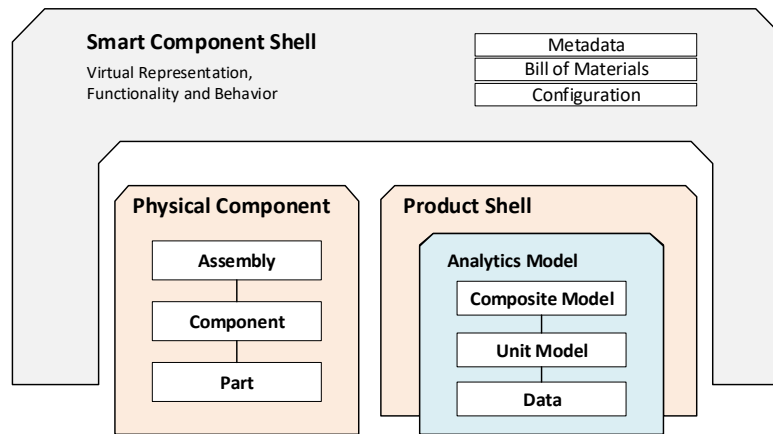 Smart Component Shell
Virtual Representation,
Functionality and Behavior
Metadata
Bill of Materials
Configuration
Physical Component
Assembly
Component
Part
Product Shell
Analytics Model
Composite Model
Unit Model
Data